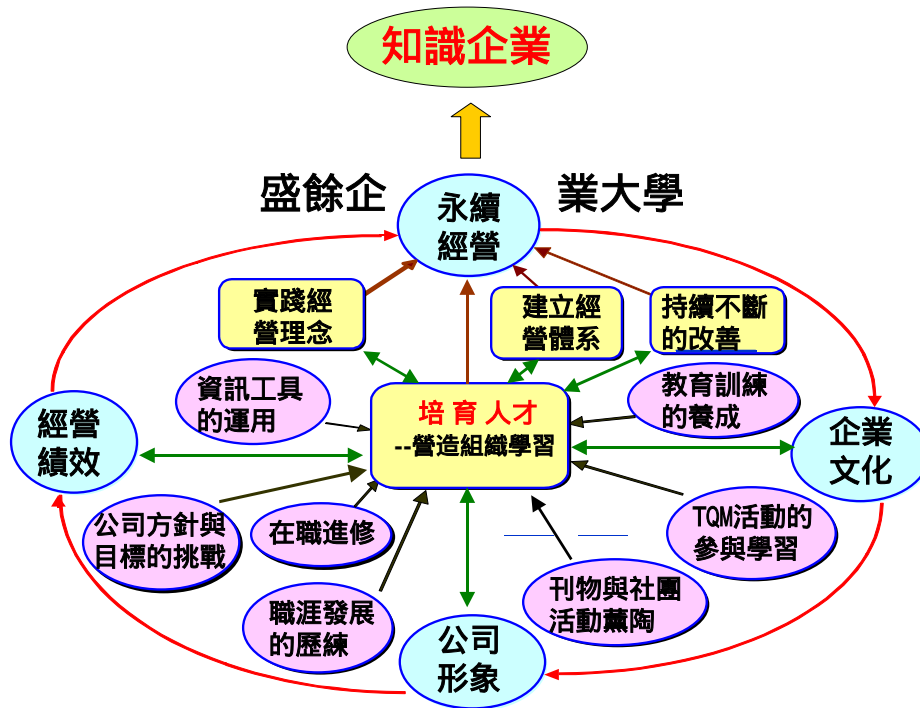 知識企業
盛餘企
業大學
永續
經營
實踐經
營理念
建立經
營體系
持續不斷
的改善
資訊工具
的運用
培育人才
--營造組織學習
教育訓練
的養成
經營
績效
企業
文化
公司方針與
目標的挑戰
在職進修
TQM活動的
參與學習
職涯發展
的歷練
刊物與社團
活動薰陶
公司
形象